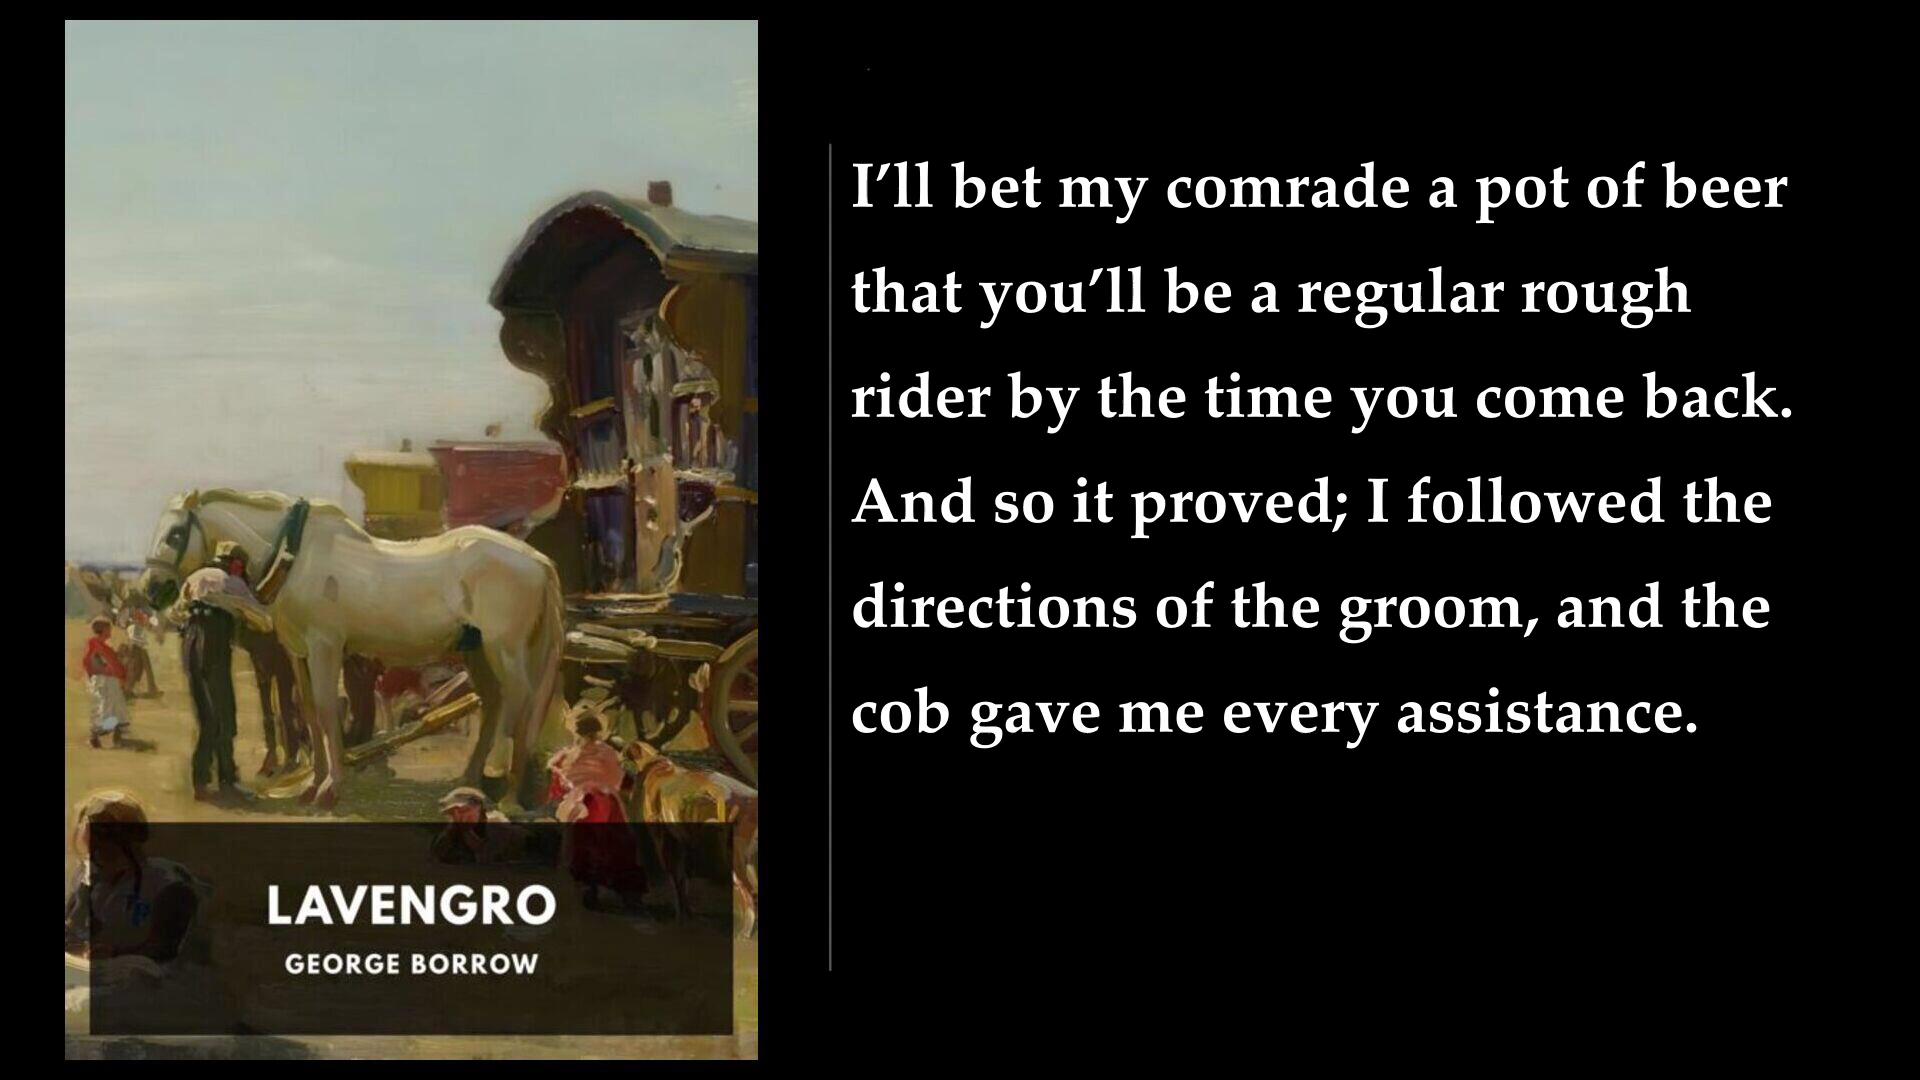 I’ll bet my comrade a pot of beer
that you’ll be a regular rough
rider by the time you come back.
And so it proved; I followed the
directions of the groom, and the
cob gave me every assistance.
LAVENGRO
GEORGE BORROW